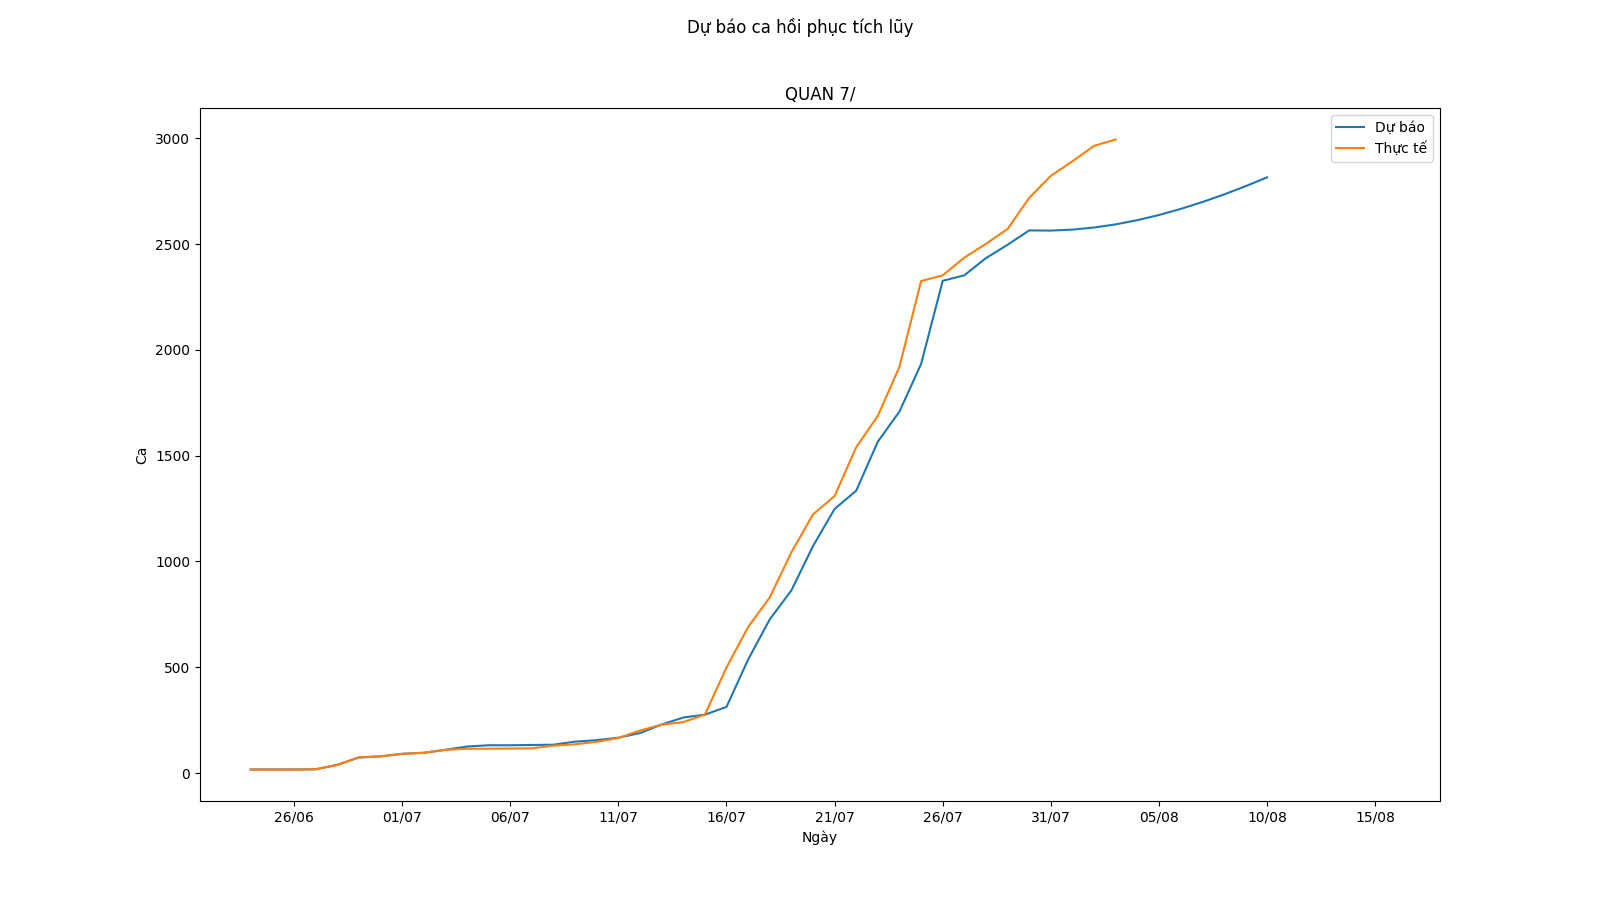 Dự báo ca hồi phục tích lũy
QUAN 7/
Dự báo
Thực tế
3000
2500
2000
1500
1000
500
0
Ca
26/06 01/07 06/07 11/07 16/07 21/07 26/07 31/07 05/08 10/08 15/08
Ngày